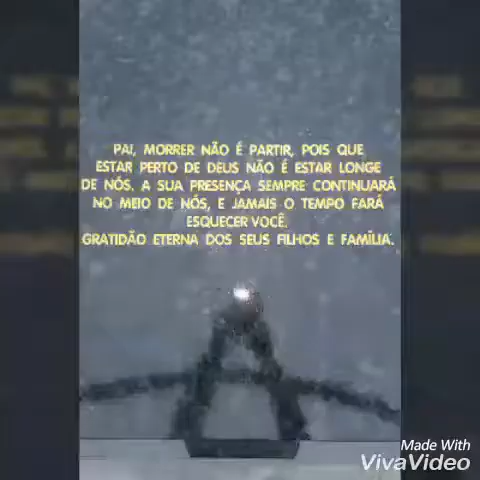 PAI, MORRER NÃO É PARTIR, POIS QUE
ESTAR PERTO DE DEUS NÃO É ESTAR LONGE
DE NÓS. A SUA PRESENÇA SEMPRE CONTINUARÁ
NO MEIO DE NÓS, E JAMAIS O TEMPO FARÁ
ESQUECER VOCÊ.
GRATIDÃO ETERNA DOS SEUS FILHOS E FAMÍLIA.
Made With
VivaVideo